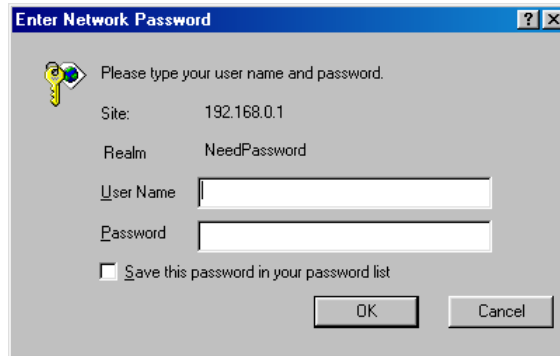 Enter Network Password
Please type your user name and password.
Site: 192.168.0.1
Realm NeedPassword
User Name
Password
Save this password in your password list
OK Cancel